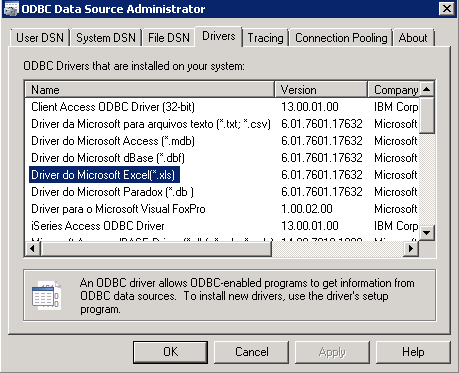 ODBC Data Source Administrator
User DSN System DSN File DSN Drivers Tracing Connection Pooling About
ODBC Drivers that are installed on your system:
Name Version Company
Client Access ODBC Driver (32-bit) 13.00.01.00 IBM Corp
Driver da Microsoft para arquivos texto (*.txt; *.csv) 6.01.7601.17632 Microsoft
Driver do Microsoft Access (*.mdb) 6.01.7601.17632 Microsoft
Driver do Microsoft dBase (*.dbf) 6.01.7601.17632 Microsoft
Driver do Microsoft Excel(*.xls) 6.01.7601.17632 Microsoft
Driver do Microsoft Paradox (*.db ) 6.01.7601.17632 Microsoft
Driver para o Microsoft Visual FoxPro 1.00.02.00 Microsoft
iSeries Access ODBC Driver 13.00.01.00 IBM Corp
An ODBC driver allows ODBC-enabled programs to get information from
ODBC data sources. To install new drivers, use the driver's setup
program.
OK Cancel Apply Help